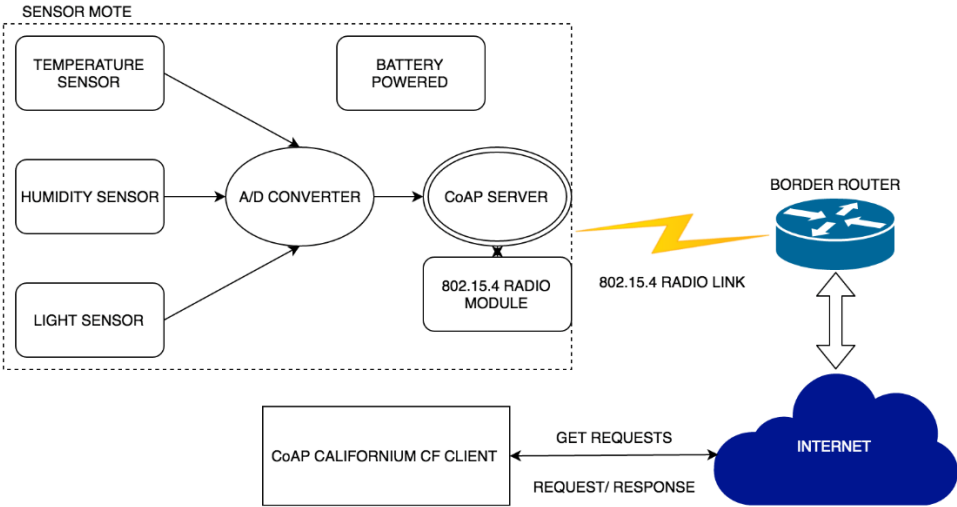 SENSOR MOTE
TEMPERATURE
SENSOR
BATTERY
POWERED
HUMIDITY SENSOR
A/D CONVERTER
CoAP SERVER
BORDER ROUTER
802.15.4 RADIO
MODULE
802.15.4 RADIO LINK
LIGHT SENSOR
CoAP CALIFORNIUM CF CLIENT
GET REQUESTS
REQUEST/ RESPONSE
INTERNET